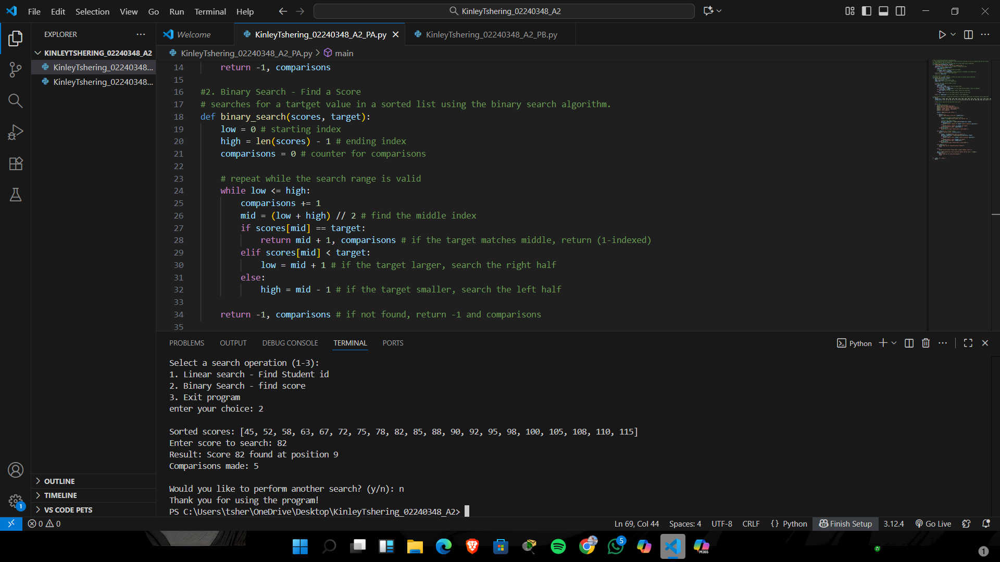 File Edit Selection View Go Run Terminal Help
KinleyTshering_02240348_A2
EXPLORER
Welcome
KinleyTshering_02240348_A2_PA.py
KinleyTshering_02240348_A2_PB.py
KINLEYTSHERING_02240348_A2
KinleyTshering_02240348_A2_PA.py > main
KinleyTshering_02240348...
KinleyTshering_02240348...
14 return -1, comparisons
15
16 #2. Binary Search - Find a Score
17 # searches for a tartget value in a sorted list using the binary search algorithm.
18 def binary_search(scores, target):
19 low = 0 # starting index
20 high = len(scores) - 1 # ending index
21 comparisons = 0 # counter for comparisons
22
23 # repeat while the search range is valid
24 while low <= high:
25 comparisons += 1
26 mid = (low + high) // 2 # find the middle index
27 if scores[mid] == target:
28 return mid + 1, comparisons # if the target matches middle, return (1-indexed)
29 elif scores[mid] < target:
30 low = mid + 1 # if the target larger, search the right half
31 else:
32 high = mid - 1 # if the target smaller, search the left half
33
34 return -1, comparisons # if not found, return -1 and comparisons
35
PROBLEMS OUTPUT DEBUG CONSOLE TERMINAL PORTS
Python
Select a search operation (1-3):
1. Linear search - Find Student id
2. Binary Search - find score
3. Exit program
enter your choice: 2
Sorted scores: [45, 52, 58, 63, 67, 72, 75, 78, 82, 85, 88, 90, 92, 95, 98, 100, 105, 108, 110, 115]
Enter score to search: 82
Result: Score 82 found at position 9
Comparisons made: 5
Would you like to perform another search? (y/n): n
Thank you for using the program!
PS C:\Users\tsher\OneDrive\Desktop\KinleyTshering_02240348_A2>
OUTLINE
TIMELINE
VS CODE PETS
1
0 0
Ln 69, Col 44 Spaces: 4 UTF-8 CRLF {} Python Finish Setup 3.12.4 Go Live
5
M365
1